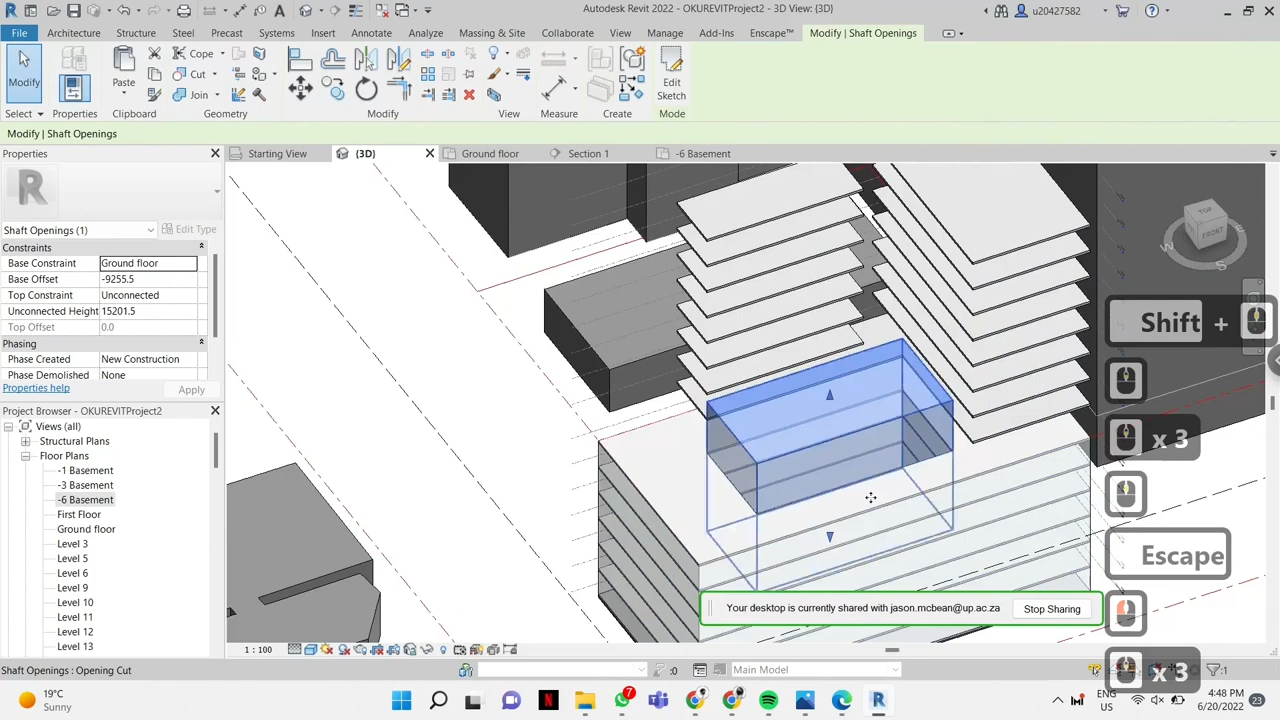 Autodesk Revit 2022 - OKUREVITProject2 - 3D View: {3D}
u20427582
File
Architecture
Structure
Steel
Precast
Systems
Insert
Annotate
Analyze
Massing & Site
Collaborate
View
Manage
Add-Ins
Enscape™
Modify | Shaft Openings
Modify
Paste
Cope
Cut
Join
Edit
Sketch
Select
Properties
Clipboard
Geometry
Modify
View
Measure
Create
Mode
Modify | Shaft Openings
Properties
Starting View
{3D}
Ground floor
Section 1
-6 Basement
R
Shaft Openings (1)
Edit Type
Constraints
Base Constraint Ground floor
Base Offset -9255.5
Top Constraint Unconnected
Unconnected Height 15201.5
Top Offset 0.0
Phasing
Phase Created New Construction
Phase Demolished None
Properties help
Apply
Project Browser - OKUREVITProject2
Views (all)
Structural Plans
Floor Plans
-1 Basement
-3 Basement
-6 Basement
First Floor
Ground floor
Level 3
Level 5
Level 6
Level 9
Level 10
Level 11
Level 12
Level 13
TOP
FRONT
W
S
Shift +
x 3
Escape
x 3
Your desktop is currently shared with jason.mcbean@up.ac.za
Stop Sharing
1 : 100
Shaft Openings : Opening Cut
:0
Main Model
:1
19°C
Sunny
7
ENG
US
4:48 PM
6/20/2022
23